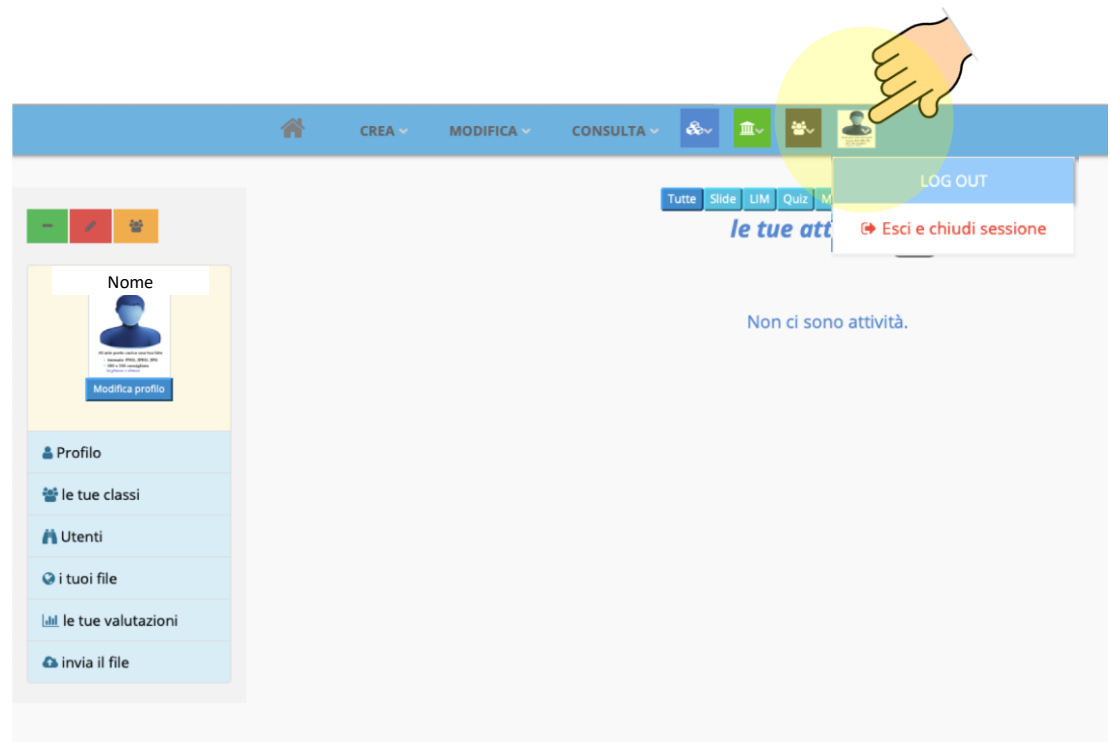 CREA
MODIFICA
CONSULTA
LOG OUT
Esci e chiudi sessione
Tutte
Slide
LIM
Quiz
le tue att
Non ci sono attività.
Nome
Modifica profilo
Profilo
le tue classi
Utenti
i tuoi file
le tue valutazioni
invia il file